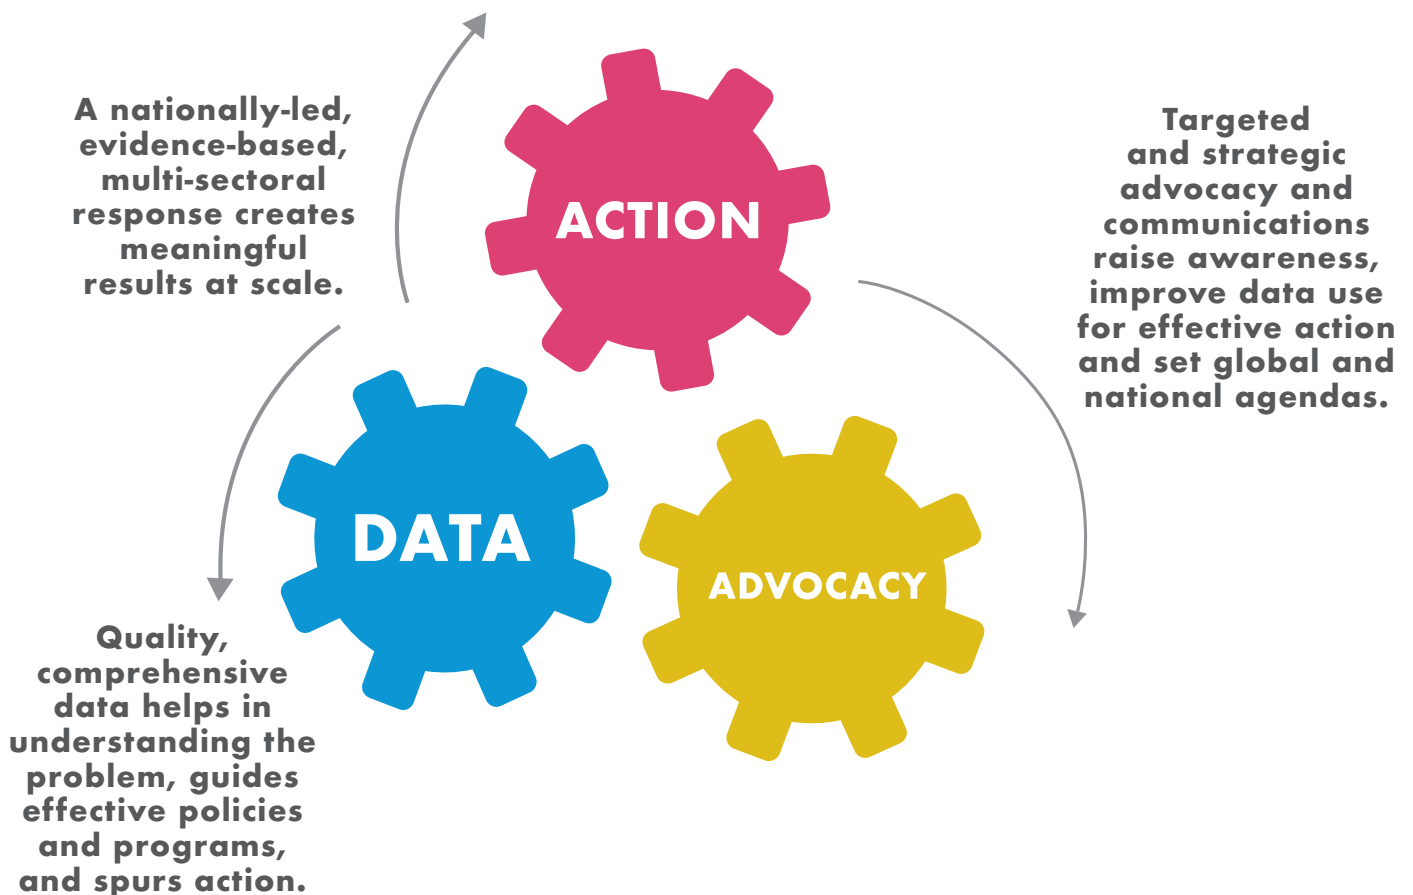 A nationally-led,
evidence-based,
multi-sectoral
response creates
meaningful
results at scale.
ACTION
Targeted
and strategic
advocacy and
communications
raise awareness,
improve data use
for effective action
and set global and
national agendas.
DATA
ADVOCACY
Quality,
comprehensive
data helps in
understanding the
problem, guides
effective policies
and programs,
and spurs action.